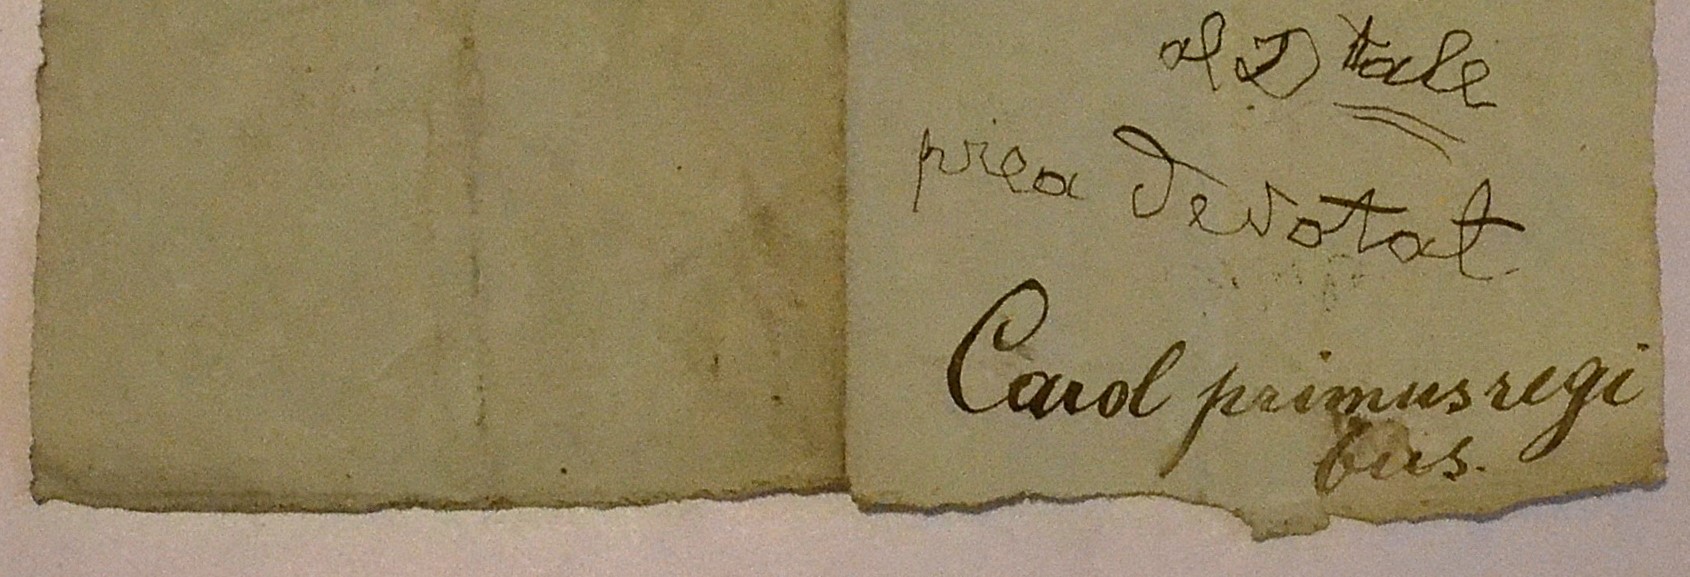 al D tale
prea devotat
Carol primus regi
bus.